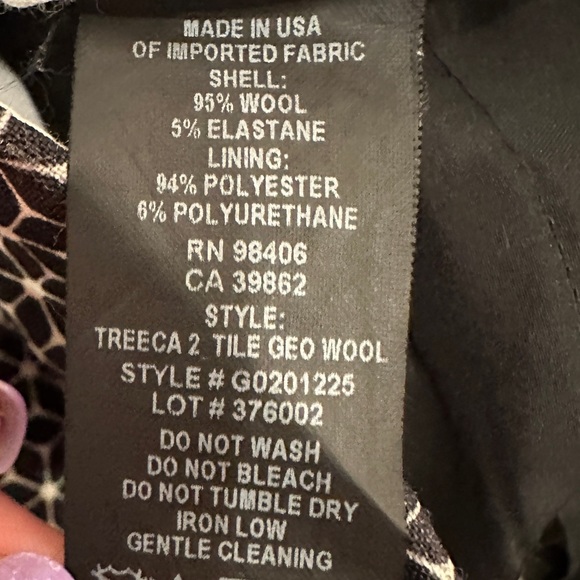 MADE IN USA
OF IMPORTED FABRIC
SHELL:
95% WOOL
5% ELASTANE
LINING:
94% POLYESTER
6% POLYURETHANE
RN 98406
CA 39862
STYLE:
TREECA 2 TILE GEO WOOL
STYLE # G0201225
LOT # 376002
DO NOT WASH
DO NOT BLEACH
DO NOT TUMBLE DRY
IRON LOW
GENTLE CLEANING